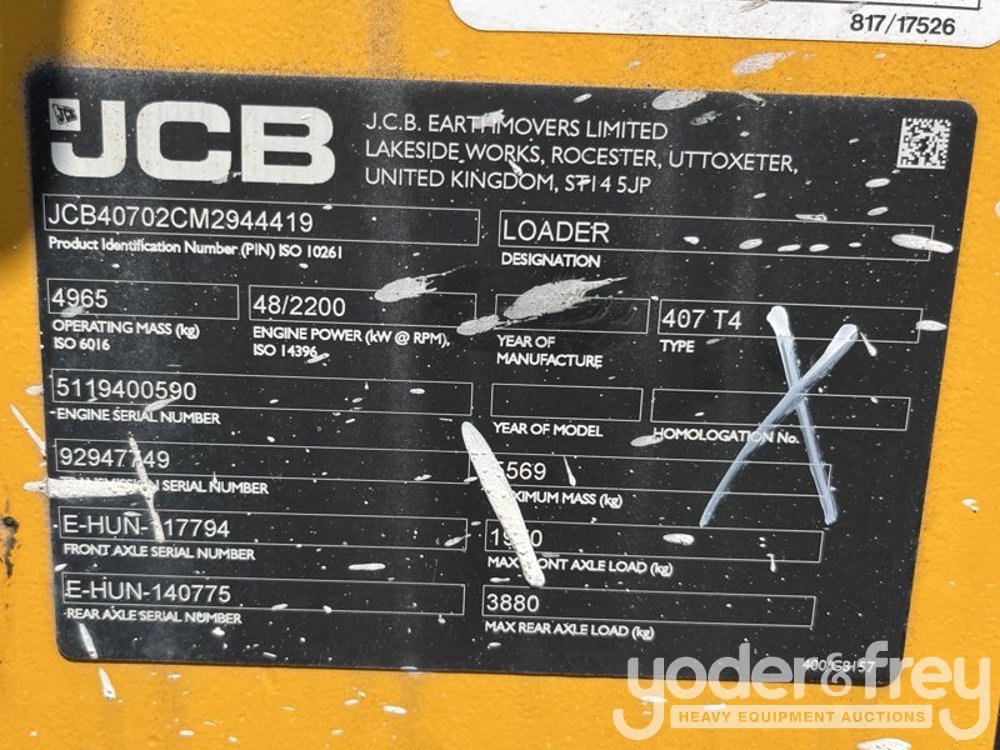 817/17526
JCB
J.C.B. EARTHMOVERS LIMITED
LAKESIDE WORKS, ROCESTER, UTTOXETER,
UNITED KINGDOM, ST14 5JP
JCB40702CM2944419
Product Identification Number (PIN) ISO 10261
LOADER
DESIGNATION
4965
OPERATING MASS (kg)
ISO 6016
48/2200
ENGINE POWER (kW @ RPM),
ISO 14396
YEAR OF
MANUFACTURE
407 T4
TYPE
5119400590
ENGINE SERIAL NUMBER
YEAR OF MODEL
HOMOLOGATION No.
SERIAL NUMBER
MAXIMUM MASS (kg)
FRONT AXLE SERIAL NUMBER
MAX FRONT AXLE LOAD (kg)
E-HUN-140775
REAR AXLE SERIAL NUMBER
3880
MAX REAR AXLE LOAD (kg)
yoder&frey
HEAVY EQUIPMENT AUCTIONS